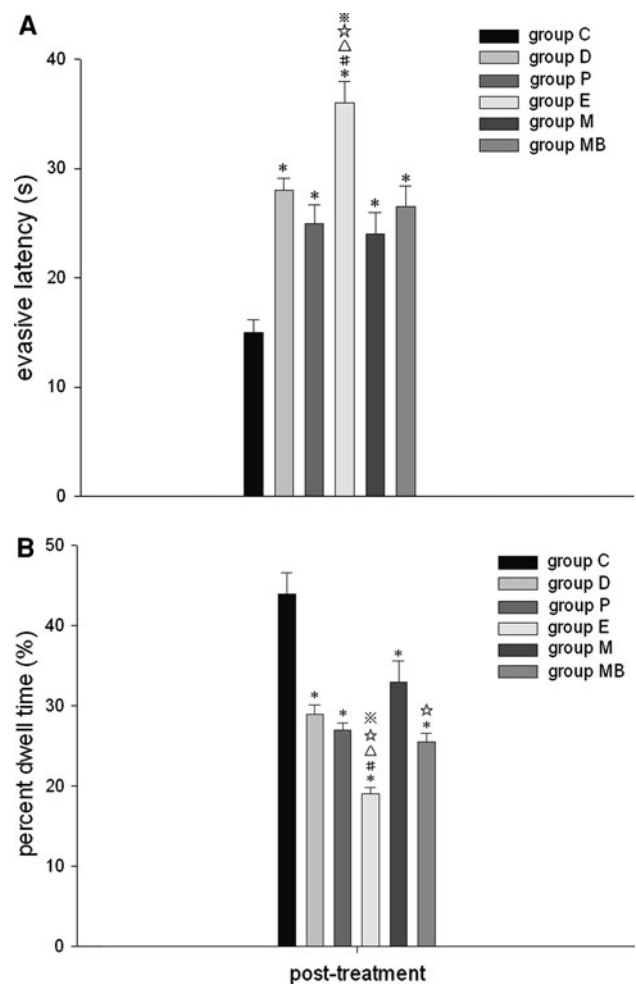 A
※
☆
△
#
*
* * * *
group C
group D
group P
group E
group M
group MB
40
30
20
10
0
evasive latency (s)
B
※
☆
△
#
*
* * *
☆
*
group C
group D
group P
group E
group M
group MB
50
40
30
20
10
0
percent dwell time (%)
post-treatment